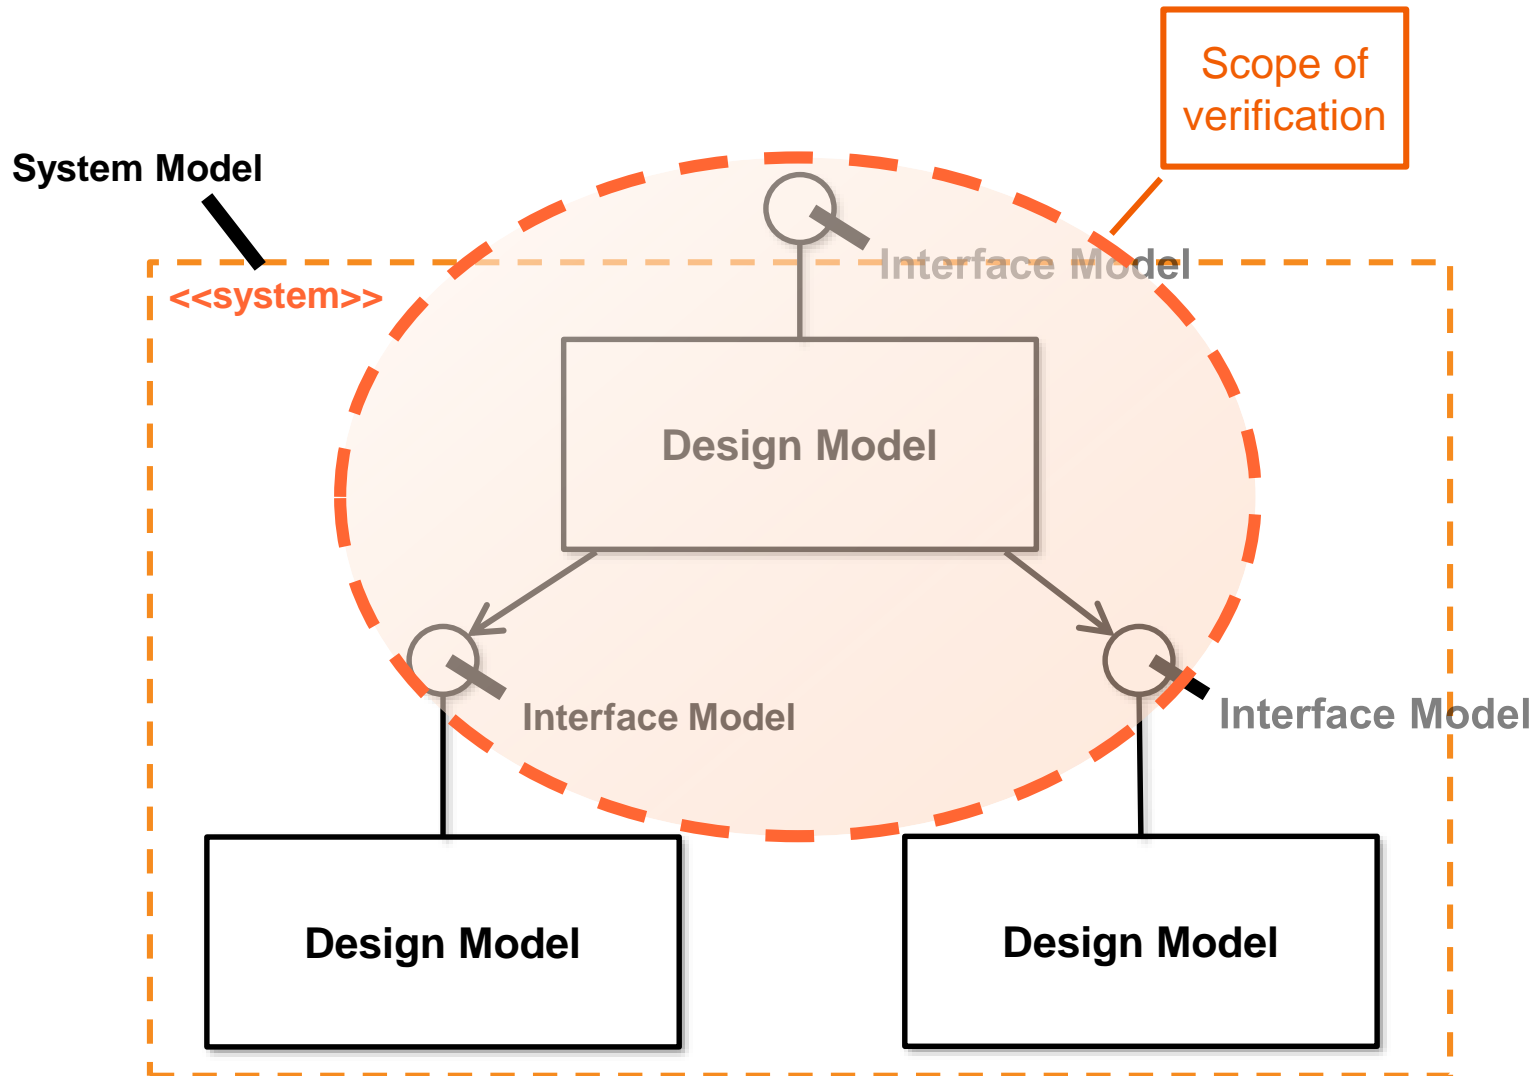 Scope of
verification
System Model
Interface Model
<<system>>
Design Model
Interface Model
Interface Model
Design Model
Design Model